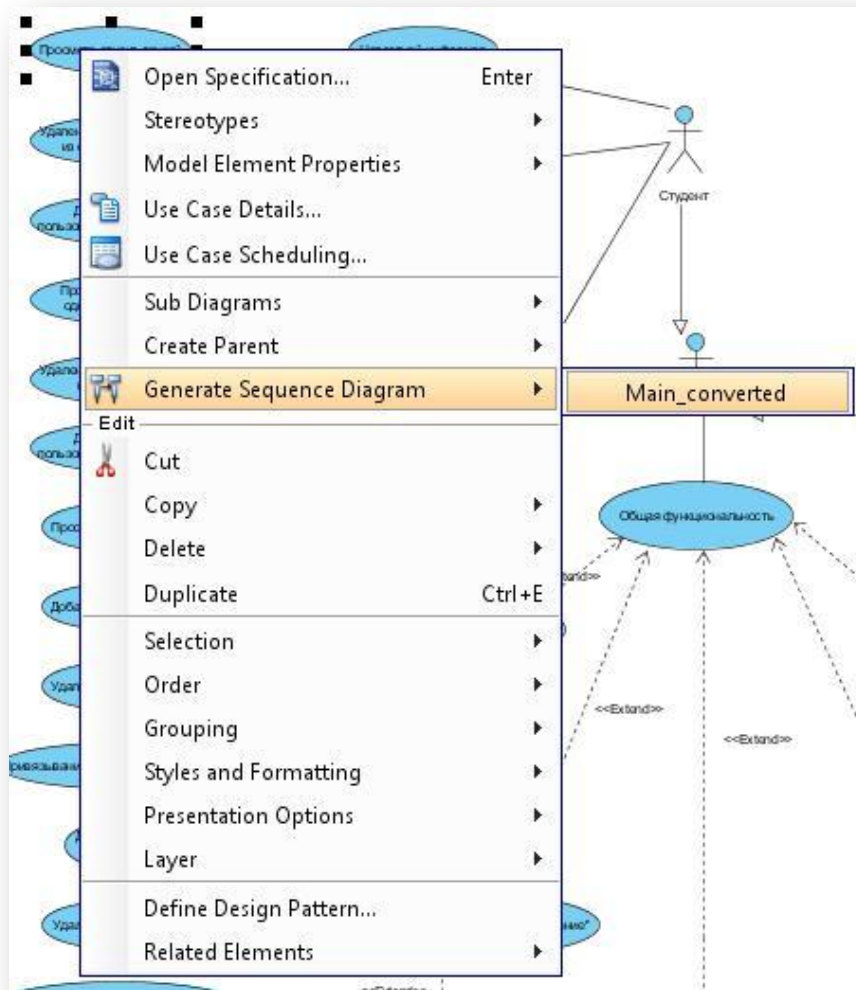 Open Specification... Enter
Stereotypes
Model Element Properties
Use Case Details...
Use Case Scheduling...
Sub Diagrams
Create Parent
Generate Sequence Diagram
Main_converted
Edit
Cut
Copy
Delete
Duplicate Ctrl+E
Selection
Order
Grouping
Styles and Formatting
Presentation Options
Layer
Define Design Pattern...
Related Elements
Студент
Общая функциональность
<<Extend>>
<<Extend>>